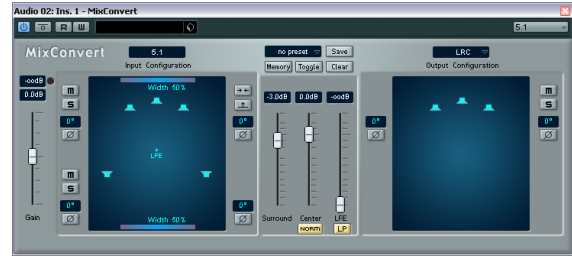 Audio 02: Ins. 1 - MixConvert
R W
5.1
MixConvert
5.1
Input Configuration
no preset
Save
Memory
Toggle
Clear
LRC
Output Configuration
-oodB
0.0dB
Gain
m
S
0°
Ø
m
S
Width 50%
LFE
Width 50%
0°
Ø
0°
Ø
-3.0dB
0.0dB
-oodB
Surround
Center
LFE
NORM
LP
0°
Ø
m
S
0°
Ø